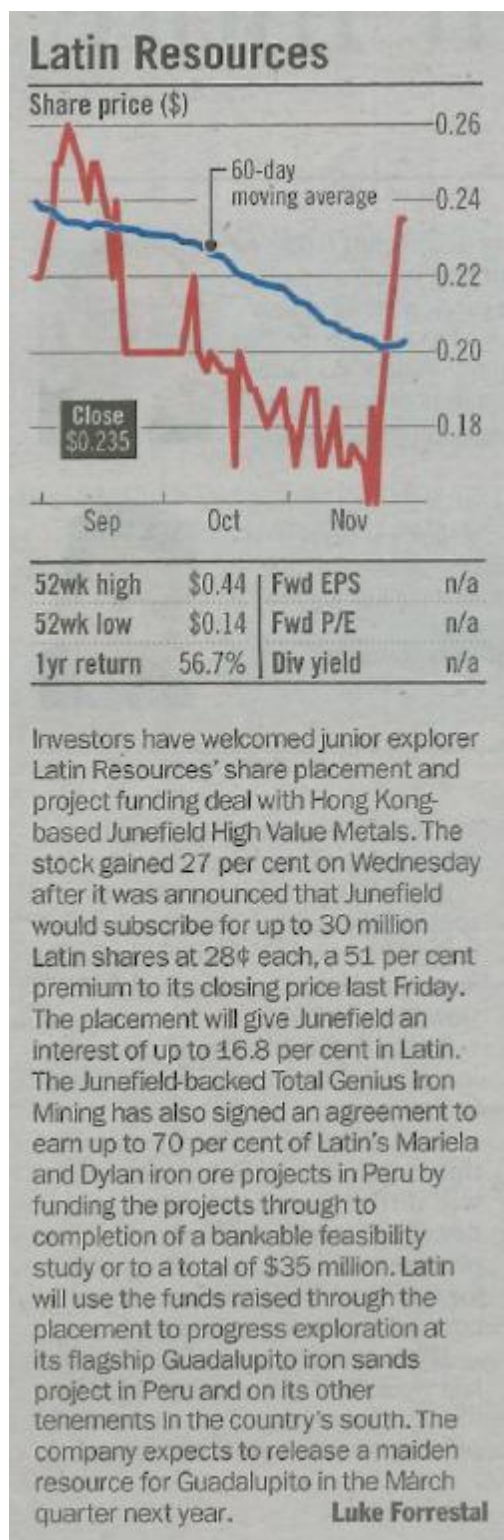 Latin Resources
Share price ($)
0.26
60-day
moving average
0.24
0.22
0.20
Close
$0.235
0.18
Sep Oct Nov
52wk high $0.44 Fwd EPS n/a
52wk low $0.14 Fwd P/E n/a
1yr return 56.7% Div yield n/a
Investors have welcomed junior explorer
Latin Resources' share placement and
project funding deal with Hong Kong-
based Junefield High Value Metals. The
stock gained 27 per cent on Wednesday
after it was announced that Junefield
would subscribe for up to 30 million
Latin shares at 28¢ each, a 51 per cent
premium to its closing price last Friday.
The placement will give Junefield an
interest of up to 16.8 per cent in Latin.
The Junefield-backed Total Genius Iron
Mining has also signed an agreement to
earn up to 70 per cent of Latin's Mariela
and Dylan iron ore projects in Peru by
funding the projects through to
completion of a bankable feasibility
study or to a total of $35 million. Latin
will use the funds raised through the
placement to progress exploration at
its flagship Guadalupito iron sands
project in Peru and on its other
tenements in the country's south. The
company expects to release a maiden
resource for Guadalupito in the March
quarter next year. Luke Forrestal